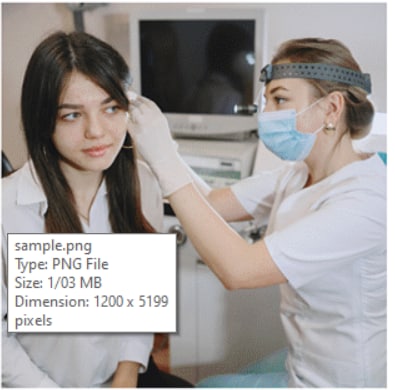 sample.png
Type: PNG File
Size: 1/03 MB
Dimension: 1200 x 5199
pixels